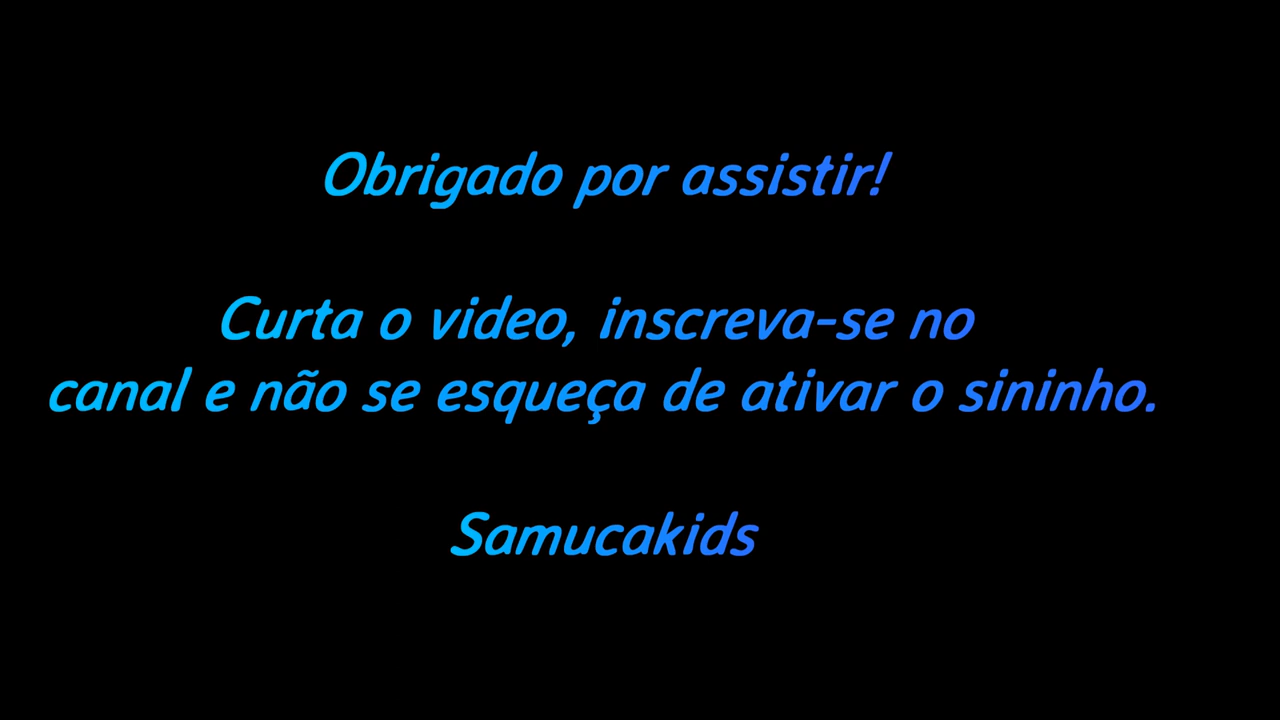 Obrigado por assistir!
Curta o video, inscreva-se no
canal e não se esqueça de ativar o sininho.
Samucakids